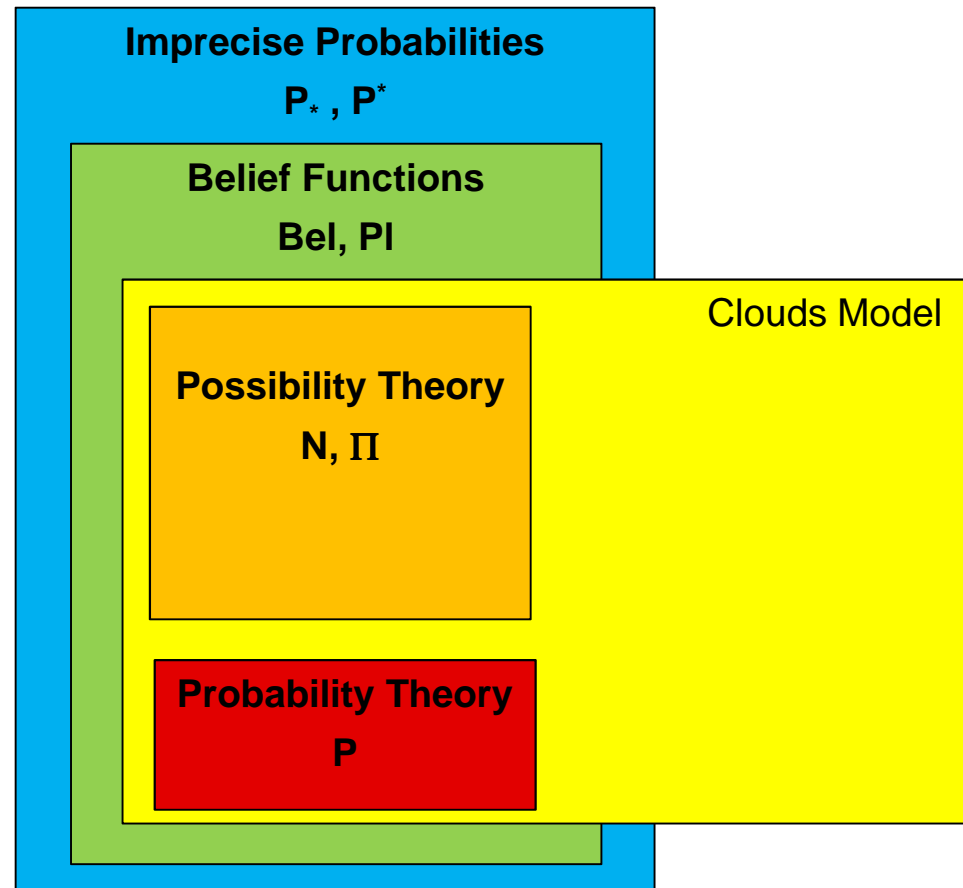 Imprecise Probabilities
P* , P*
Belief Functions
Bel, Pl
Clouds Model
Possibility Theory
N, Π
Probability Theory
P